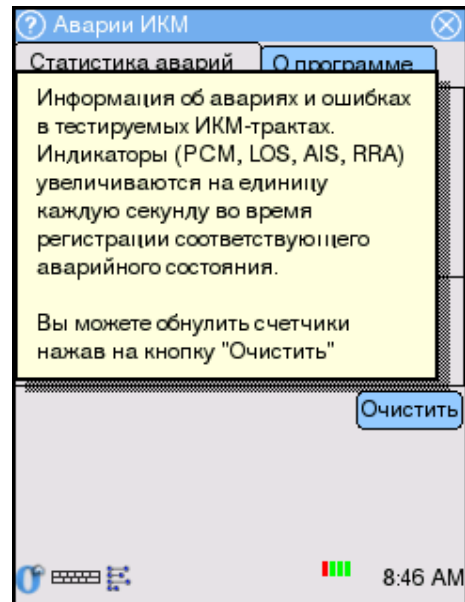 ? Аварии ИКМ
Статистика аварий
О программе
Информация об авариях и ошибках
в тестируемых ИКМ-трактах.
Индикаторы (PCM, LOS, AIS, RRA)
увеличиваются на единицу
каждую секунду во время
регистрации соответствующего
аварийного состояния.
Вы можете обнулить счетчики
нажав на кнопку "Очистить"
Очистить
8:46 AM